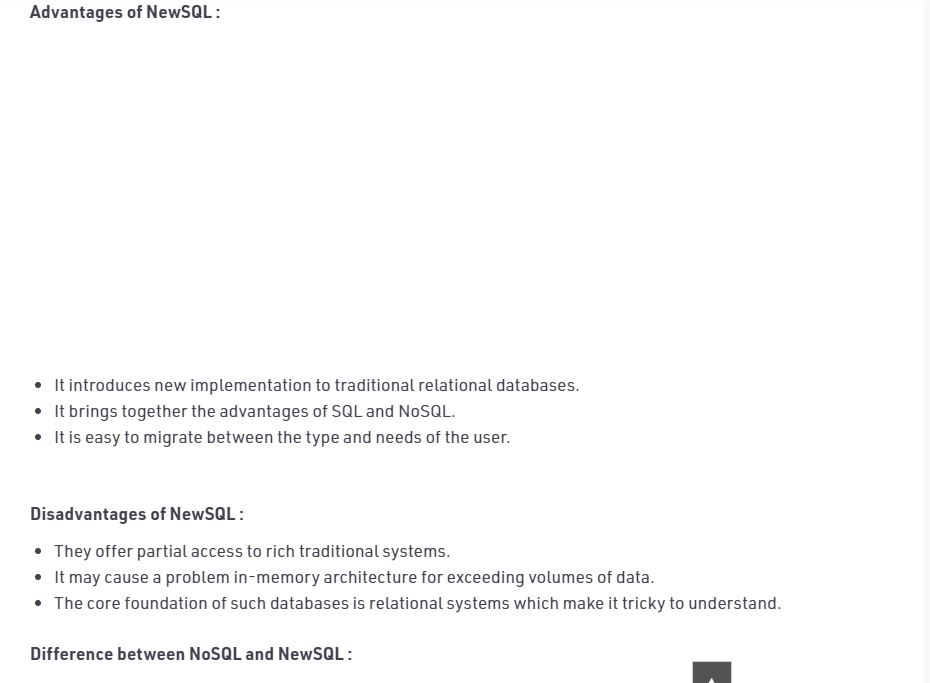 Advantages of NewSQL :
• It introduces new implementation to traditional relational databases.
• It brings together the advantages of SQL and NoSQL.
• It is easy to migrate between the type and needs of the user.
Disadvantages of NewSQL :
• They offer partial access to rich traditional systems.
• It may cause a problem in-memory architecture for exceeding volumes of data.
• The core foundation of such databases is relational systems which make it tricky to understand.
Difference between NoSQL and NewSQL :